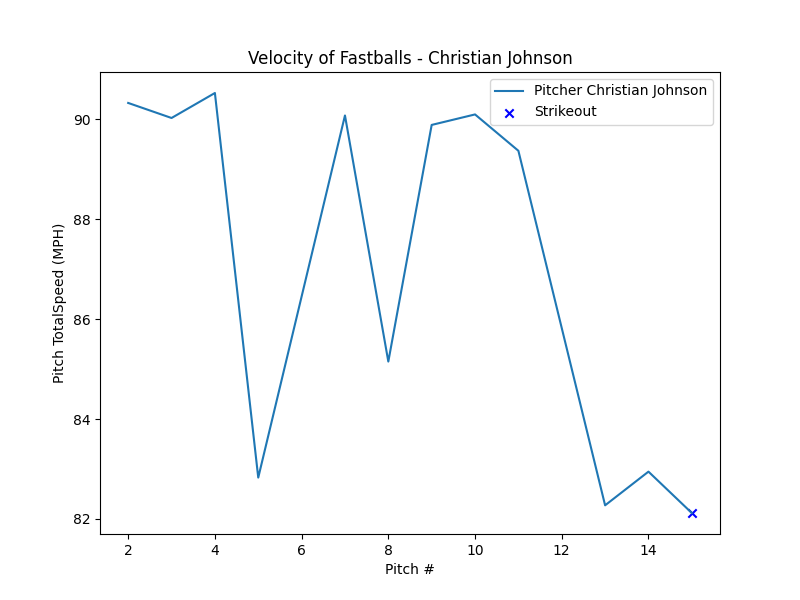 Velocity of Fastballs - Christian Johnson
Pitcher Christian Johnson
Strikeout
90
88
86
84
82
Pitch TotalSpeed (MPH)
2 4 6 8 10 12 14
Pitch #